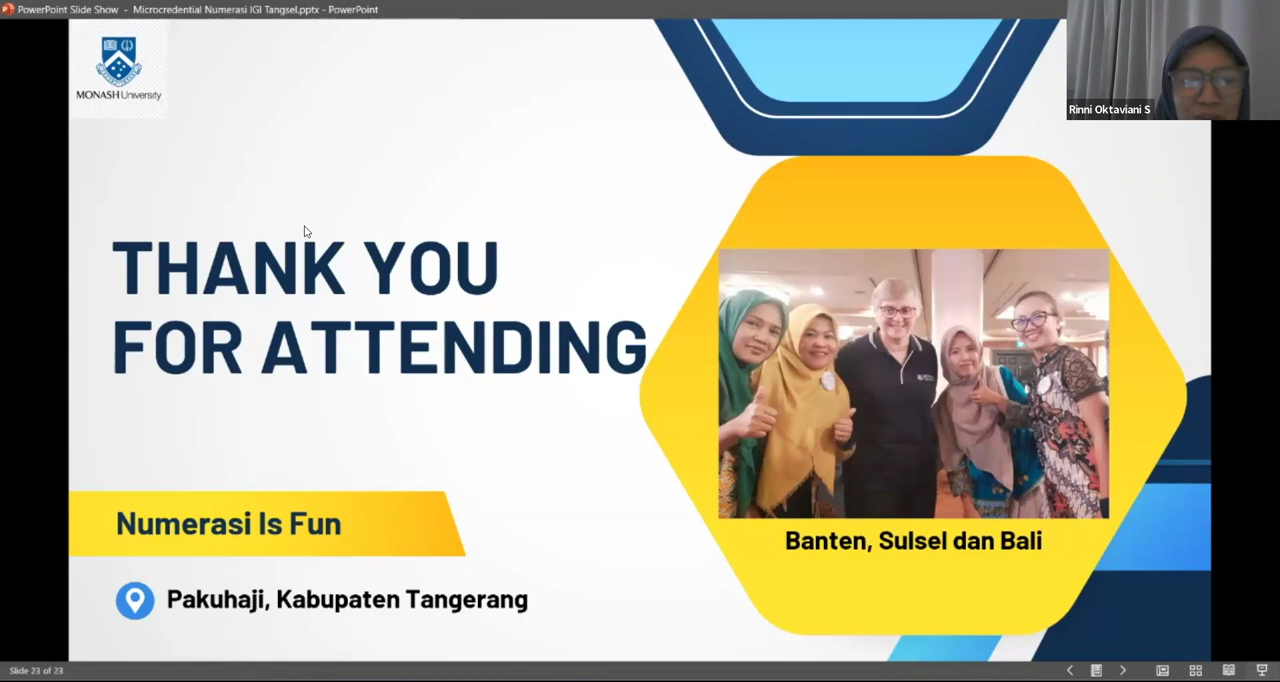 PowerPoint Slide Show - Microcredential Numerasi IGI Tangsel.pptx - PowerPoint
MONASH University
Rinni Oktaviani S
THANK YOU
FOR ATTENDING
Numerasi Is Fun
Banten, Sulsel dan Bali
Pakuhaji, Kabupaten Tangerang
Slide 23 of 23